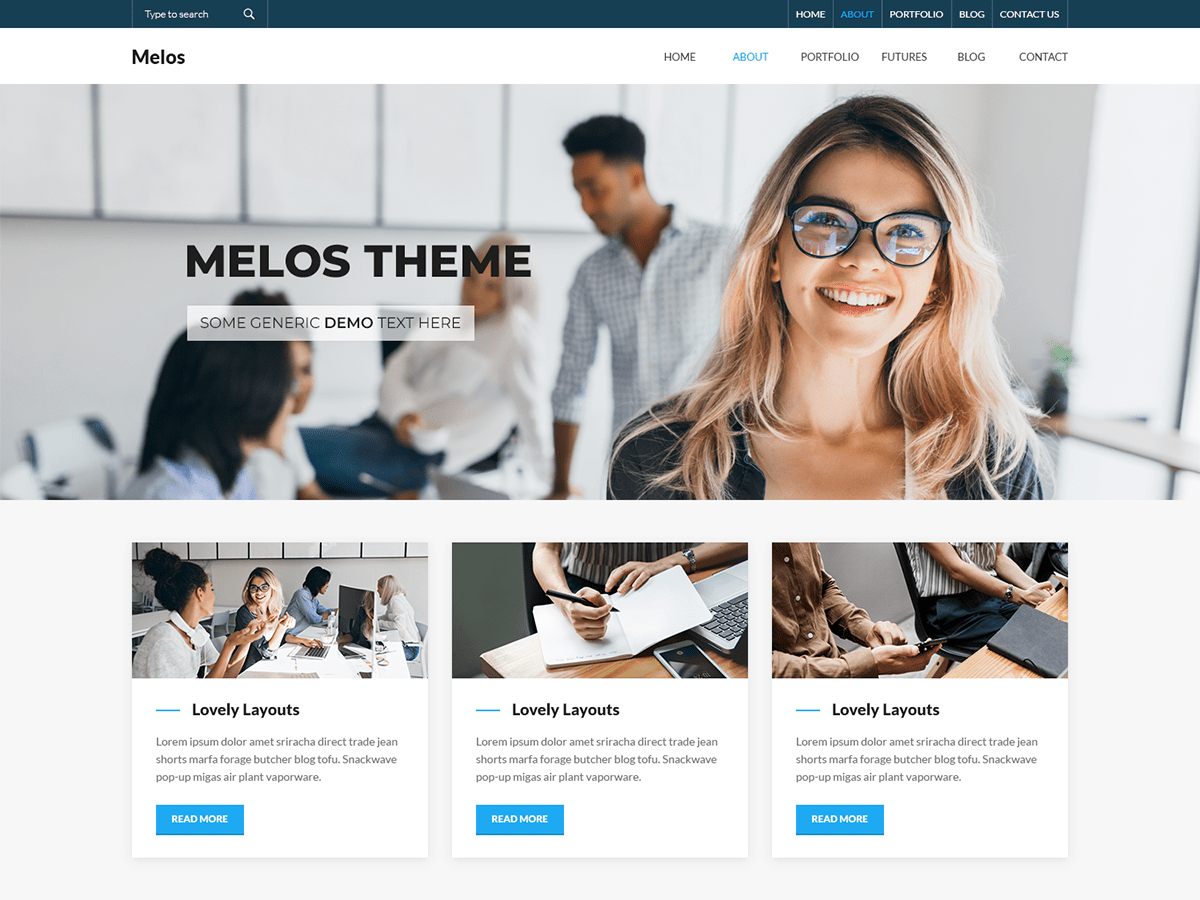 Type to search
HOME ABOUT PORTFOLIO BLOG CONTACT US
Melos
HOME ABOUT PORTFOLIO FUTURES BLOG CONTACT
MELOS THEME
SOME GENERIC DEMO TEXT HERE
Lovely Layouts
Lorem ipsum dolor amet sriracha direct trade jean
shorts marfa forage butcher blog tofu. Snackwave
pop-up migas air plant vaporware.
READ MORE
Lovely Layouts
Lorem ipsum dolor amet sriracha direct trade jean
shorts marfa forage butcher blog tofu. Snackwave
pop-up migas air plant vaporware.
READ MORE
Lovely Layouts
Lorem ipsum dolor amet sriracha direct trade jean
shorts marfa forage butcher blog tofu. Snackwave
pop-up migas air plant vaporware.
READ MORE